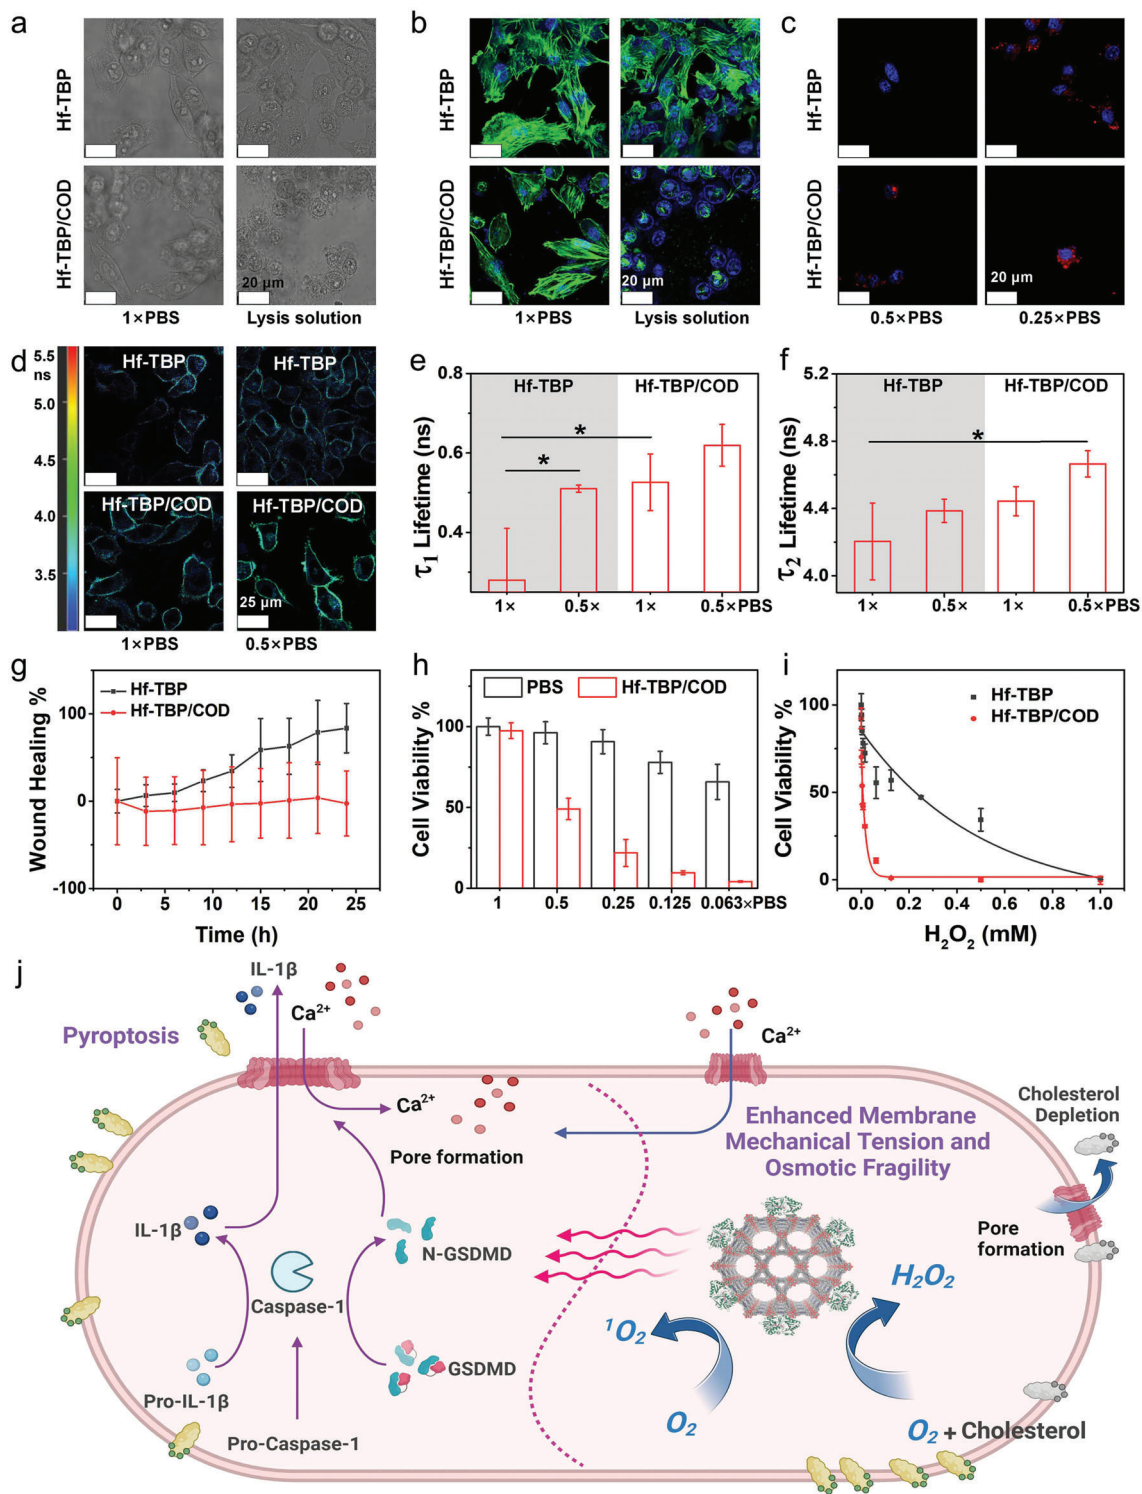 a
b
c
Hf-TBP
Hf-TBP/COD
1×PBS
20 μm
Lysis solution
Hf-TBP
Hf-TBP/COD
1×PBS
20 μm
Lysis solution
Hf-TBP
Hf-TBP/COD
0.5×PBS
20 μm
0.25×PBS
d
5.5
ns
5.0
4.5
4.0
3.5
Hf-TBP
Hf-TBP
Hf-TBP/COD
Hf-TBP/COD
25 μm
1×PBS
0.5×PBS
e
τ1 Lifetime (ns)
0.8
0.6
0.4
Hf-TBP
Hf-TBP/COD
*
*
1×
0.5×
1×
0.5×PBS
f
τ2 Lifetime (ns)
5.2
4.8
4.4
4.0
Hf-TBP
Hf-TBP/COD
*
1×
0.5×
1×
0.5×PBS
g
Wound Healing %
100
0
-100
Hf-TBP
Hf-TBP/COD
0 5 10 15 20 25
Time (h)
h
Cell Viability %
100
50
0
PBS
Hf-TBP/COD
1 0.5 0.25 0.125 0.063×PBS
i
Cell Viability %
100
50
0
Hf-TBP
Hf-TBP/COD
0.0 0.2 0.4 0.6 0.8 1.0
H2O2 (mM)
j
IL-1β
Ca2+
Pyroptosis
Ca2+
Pore formation
IL-1β
N-GSDMD
Caspase-1
GSDMD
Pro-IL-1β
Pro-Caspase-1
Ca2+
Enhanced Membrane
Mechanical Tension and
Osmotic Fragility
Cholesterol
Depletion
Pore
formation
H2O2
1O2
O2
O2 + Cholesterol